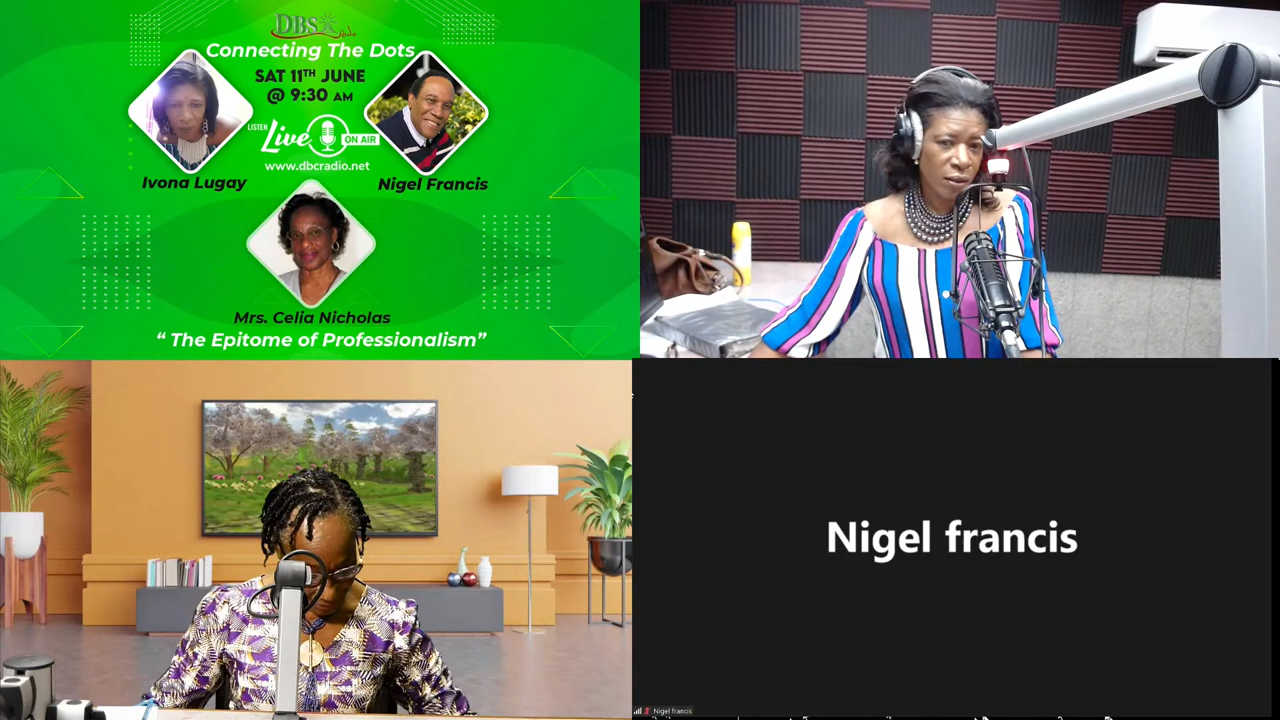 DBS
Radio
Connecting The Dots
SAT 11TH JUNE
@ 9:30 AM
LISTEN
Live
ON AIR
www.dbcradio.net
Ivona Lugay
Nigel Francis
Mrs. Celia Nicholas
“ The Epitome of Professionalism”
Nigel francis
Nigel francis